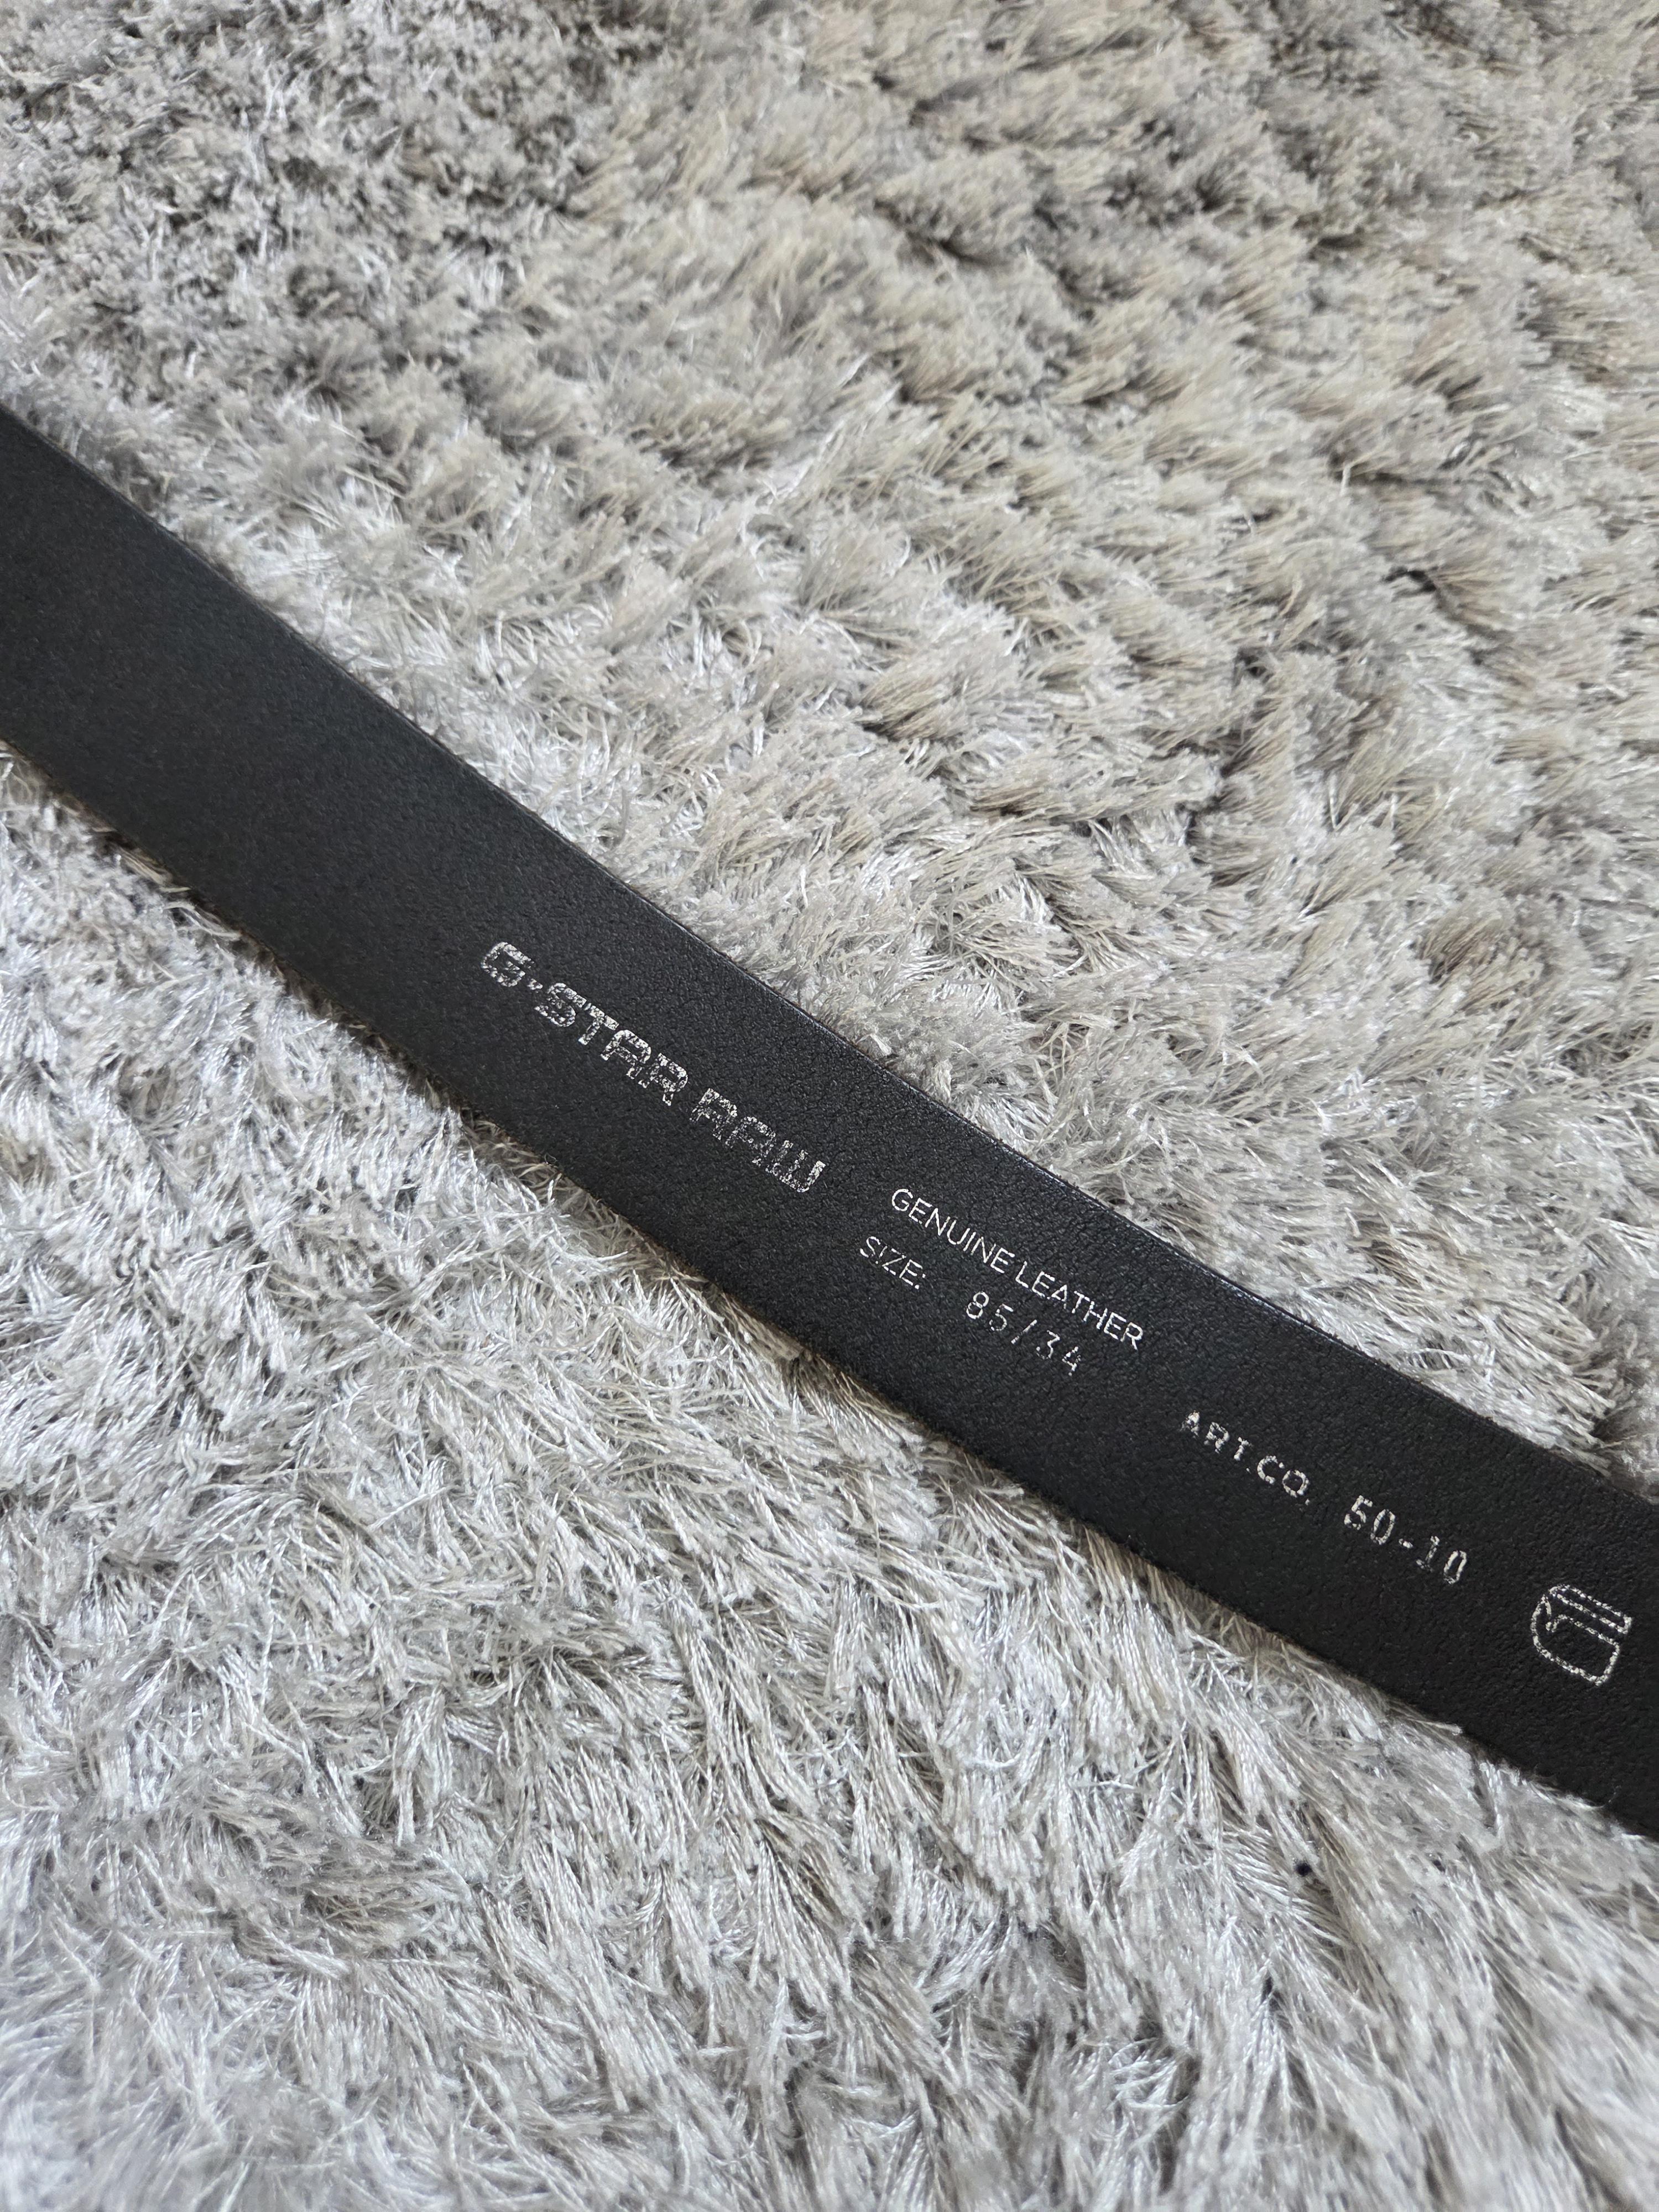 G-STAR RAW
GENUINE LEATHER
SIZE: 85/34
ART.CO. 50-10